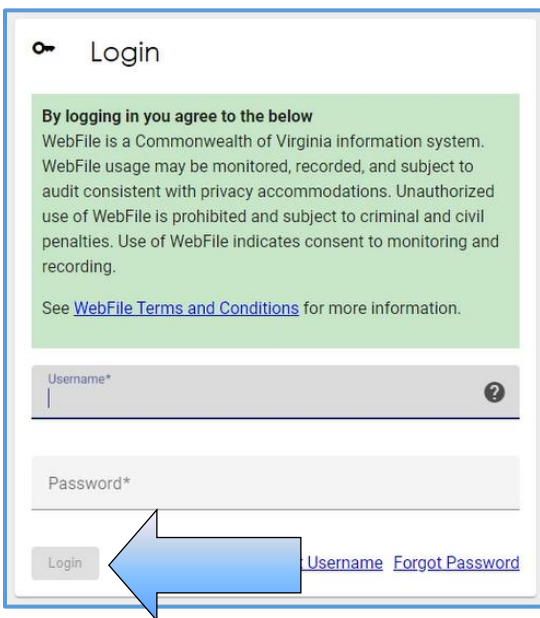 Login
By logging in you agree to the below
WebFile is a Commonwealth of Virginia information system.
WebFile usage may be monitored, recorded, and subject to
audit consistent with privacy accommodations. Unauthorized
use of WebFile is prohibited and subject to criminal and civil
penalties. Use of WebFile indicates consent to monitoring and
recording.
See WebFile Terms and Conditions for more information.
Username*
Password*
Login Username Forgot Password